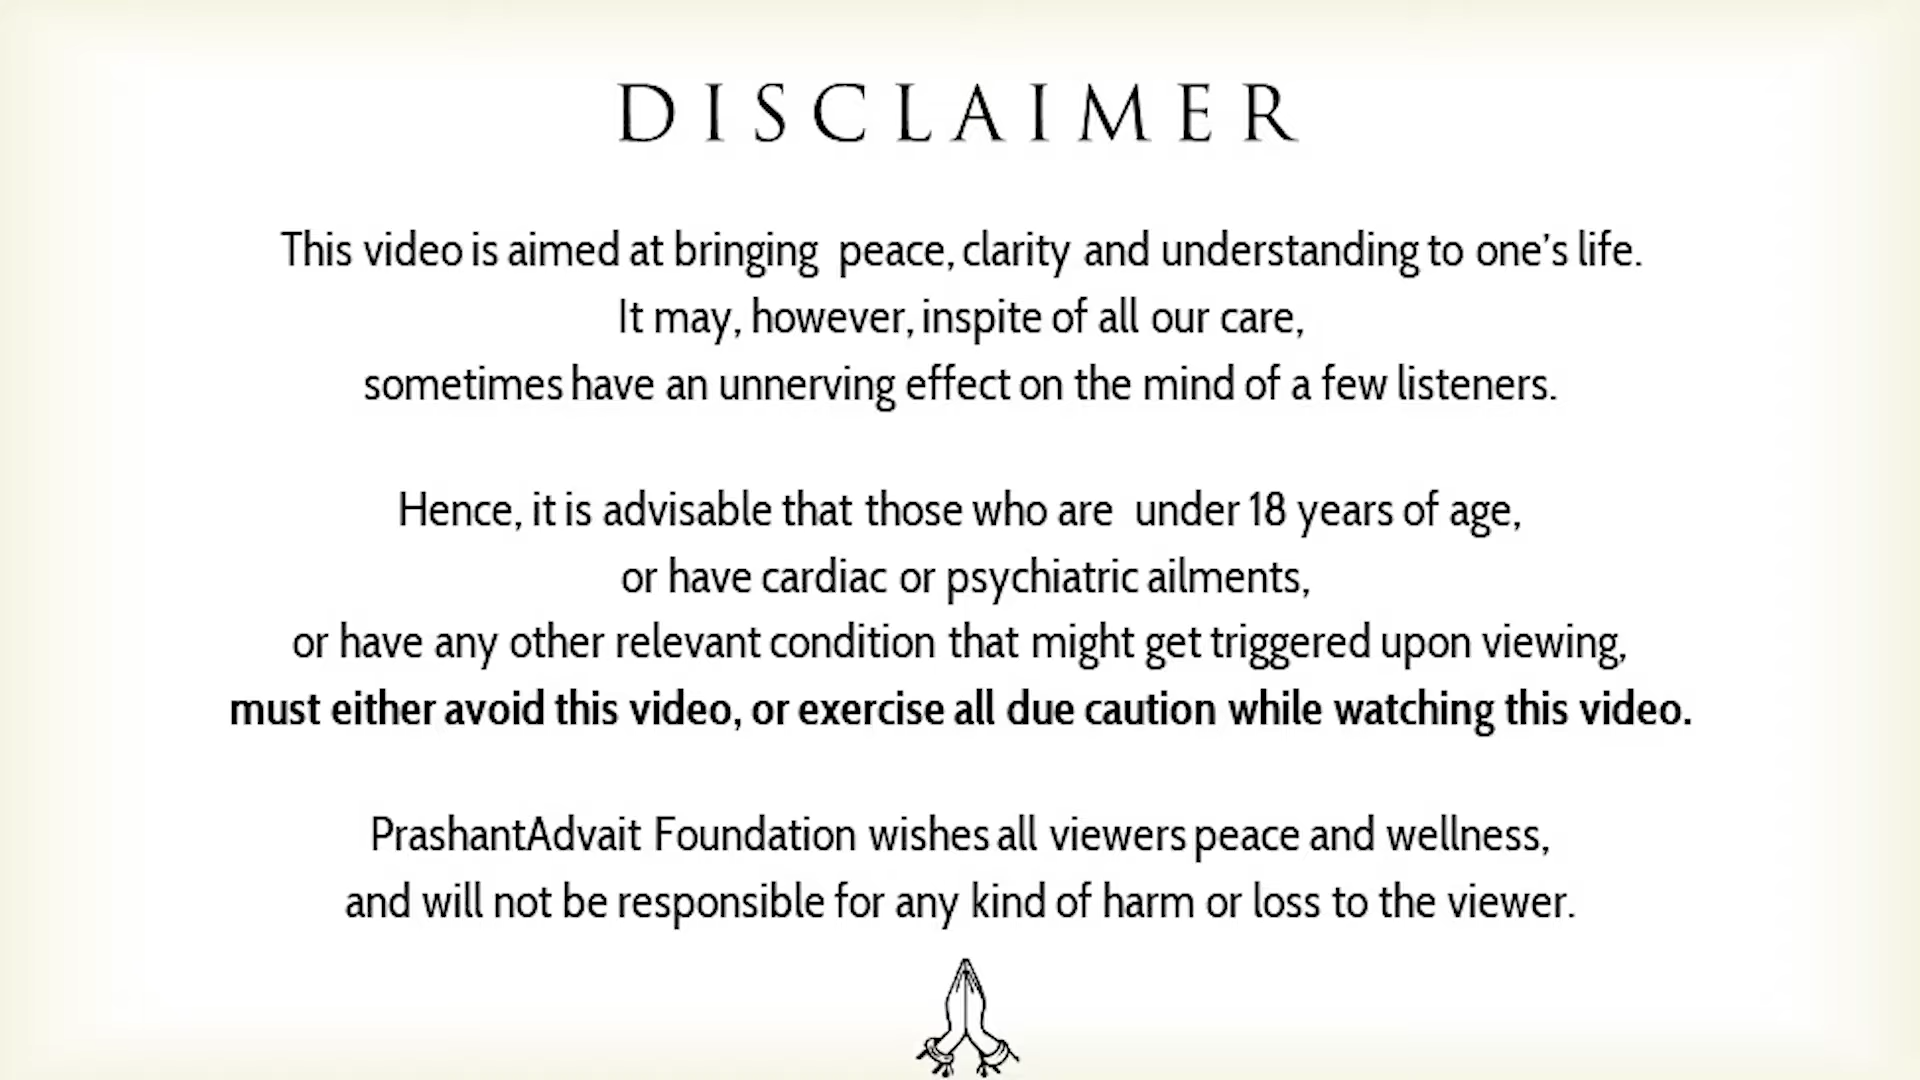 DISCLAIMER
This video is aimed at bringing peace, clarity and understanding to one's life.
It may, however, inspite of all our care,
sometimes have an unnerving effect on the mind of a few listeners.
Hence, it is advisable that those who are under 18 years of age,
or have cardiac or psychiatric ailments,
or have any other relevant condition that might get triggered upon viewing,
must either avoid this video, or exercise all due caution while watching this video.
PrashantAdvait Foundation wishes all viewers peace and wellness,
and will not be responsible for any kind of harm or loss to the viewer.